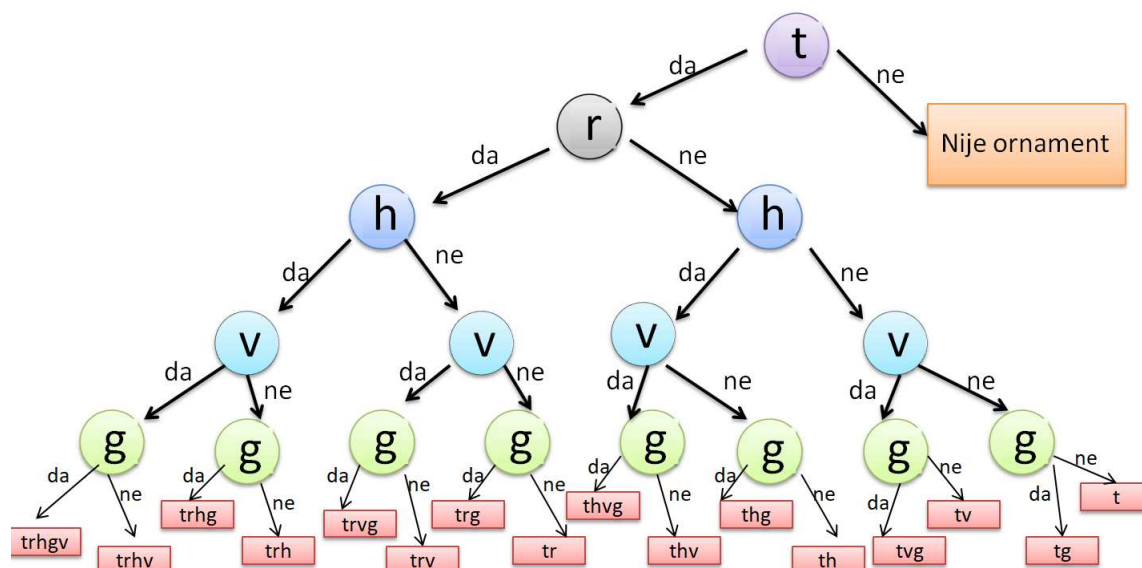 t
da
ne
r
Nije ornament
da
ne
h
h
da
ne
da
ne
v
v
v
v
da
ne
da
ne
da
ne
da
ne
g
g
g
g
g
g
g
g
da
ne
da
ne
da
ne
da
ne
da
ne
da
ne
da
ne
da
ne
trhgv
trhv
trhg
trh
trvg
trv
trg
tr
thvg
thv
thg
th
tvg
tv
tg
t